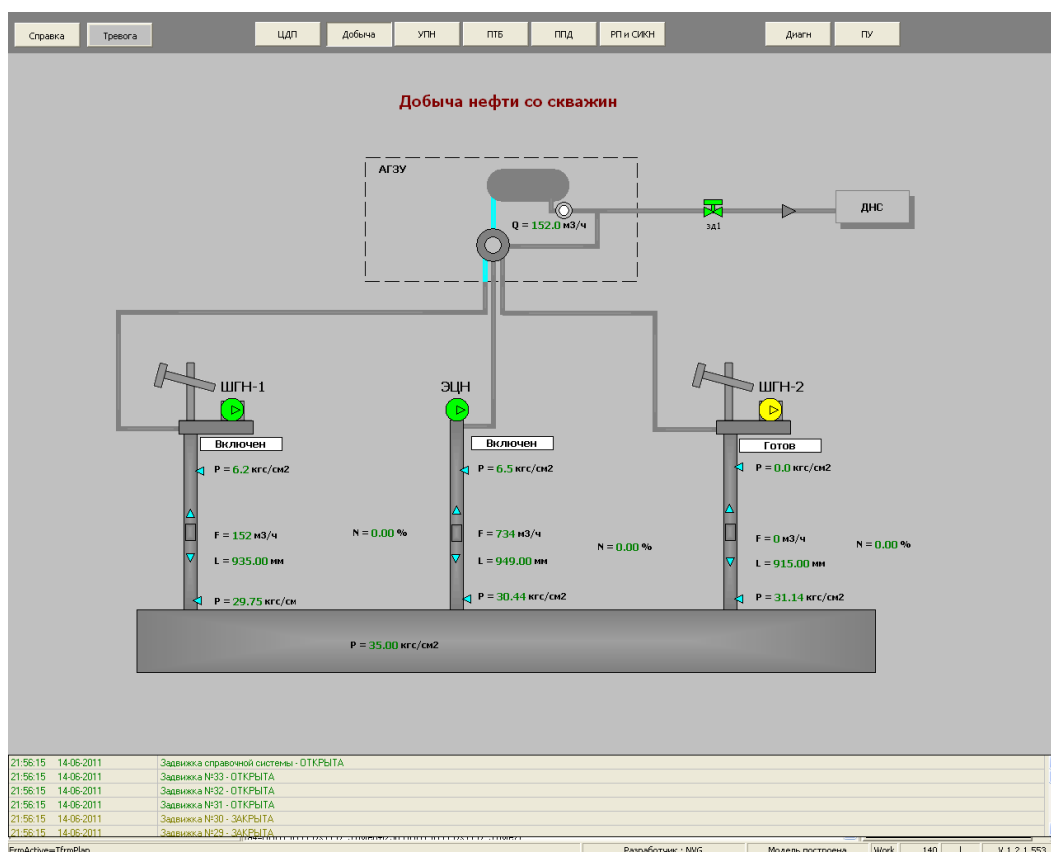 Справка Тревога ЦДП Добыча УПН ПТБ ППД РП и СИКН Диагн ПУ
Добыча нефти со скважин
АГЗУ
ДНС
Q = 152.0 м3/ч
зд1
ШГН-1 ЭЦН ШГН-2
Включен Включен Готов
P = 6.2 кгс/см2 P = 6.5 кгс/см2 P = 0.0 кгс/см2
F = 152 м3/ч N = 0.00 % F = 734 м3/ч N = 0.00 % F = 0 м3/ч N = 0.00 %
L = 935.00 мм L = 949.00 мм L = 915.00 мм
P = 29.75 кгс/см P = 30.44 кгс/см2 P = 31.14 кгс/см2
P = 35.00 кгс/см2
21:56:15 14-06-2011 Задвижка справочной системы - ОТКРЫТА
21:56:15 14-06-2011 Задвижка №33 - ОТКРЫТА
21:56:15 14-06-2011 Задвижка №32 - ОТКРЫТА
21:56:15 14-06-2011 Задвижка №31 - ОТКРЫТА
21:56:15 14-06-2011 Задвижка №30 - ЗАКРЫТА
21:56:15 14-06-2011 Задвижка №29 - ЗАКРЫТА
FrmActive=TfrmPlan Разработчик : NVG Модель построена Work 140 V 1.2.1.553